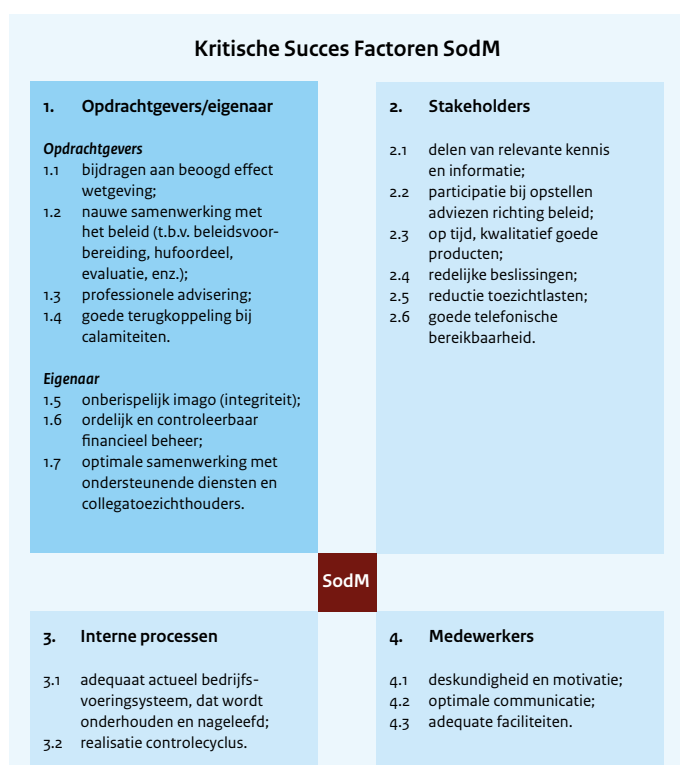 Kritische Succes Factoren SodM
1. Opdrachtgevers/eigenaar
Opdrachtgevers
1.1 bijdragen aan beoogd effect
wetgeving;
1.2 nauwe samenwerking met
het beleid (t.b.v. beleidsvoor-
bereiding, hufoordeel,
evaluatie, enz.);
1.3 professionele advisering;
1.4 goede terugkoppeling bij
calamiteiten.
Eigenaar
1.5 onberispelijk imago (integriteit);
1.6 ordelijk en controleerbaar
financieel beheer;
1.7 optimale samenwerking met
ondersteunende diensten en
collegatoezichthouders.
2. Stakeholders
2.1 delen van relevante kennis
en informatie;
2.2 participatie bij opstellen
adviezen richting beleid;
2.3 op tijd, kwalitatief goede
producten;
2.4 redelijke beslissingen;
2.5 reductie toezichtlasten;
2.6 goede telefonische
bereikbaarheid.
SodM
3. Interne processen
3.1 adequaat actueel bedrijfs-
voeringsysteem, dat wordt
onderhouden en nageleefd;
3.2 realisatie controlecyclus.
4. Medewerkers
4.1 deskundigheid en motivatie;
4.2 optimale communicatie;
4.3 adequate faciliteiten.